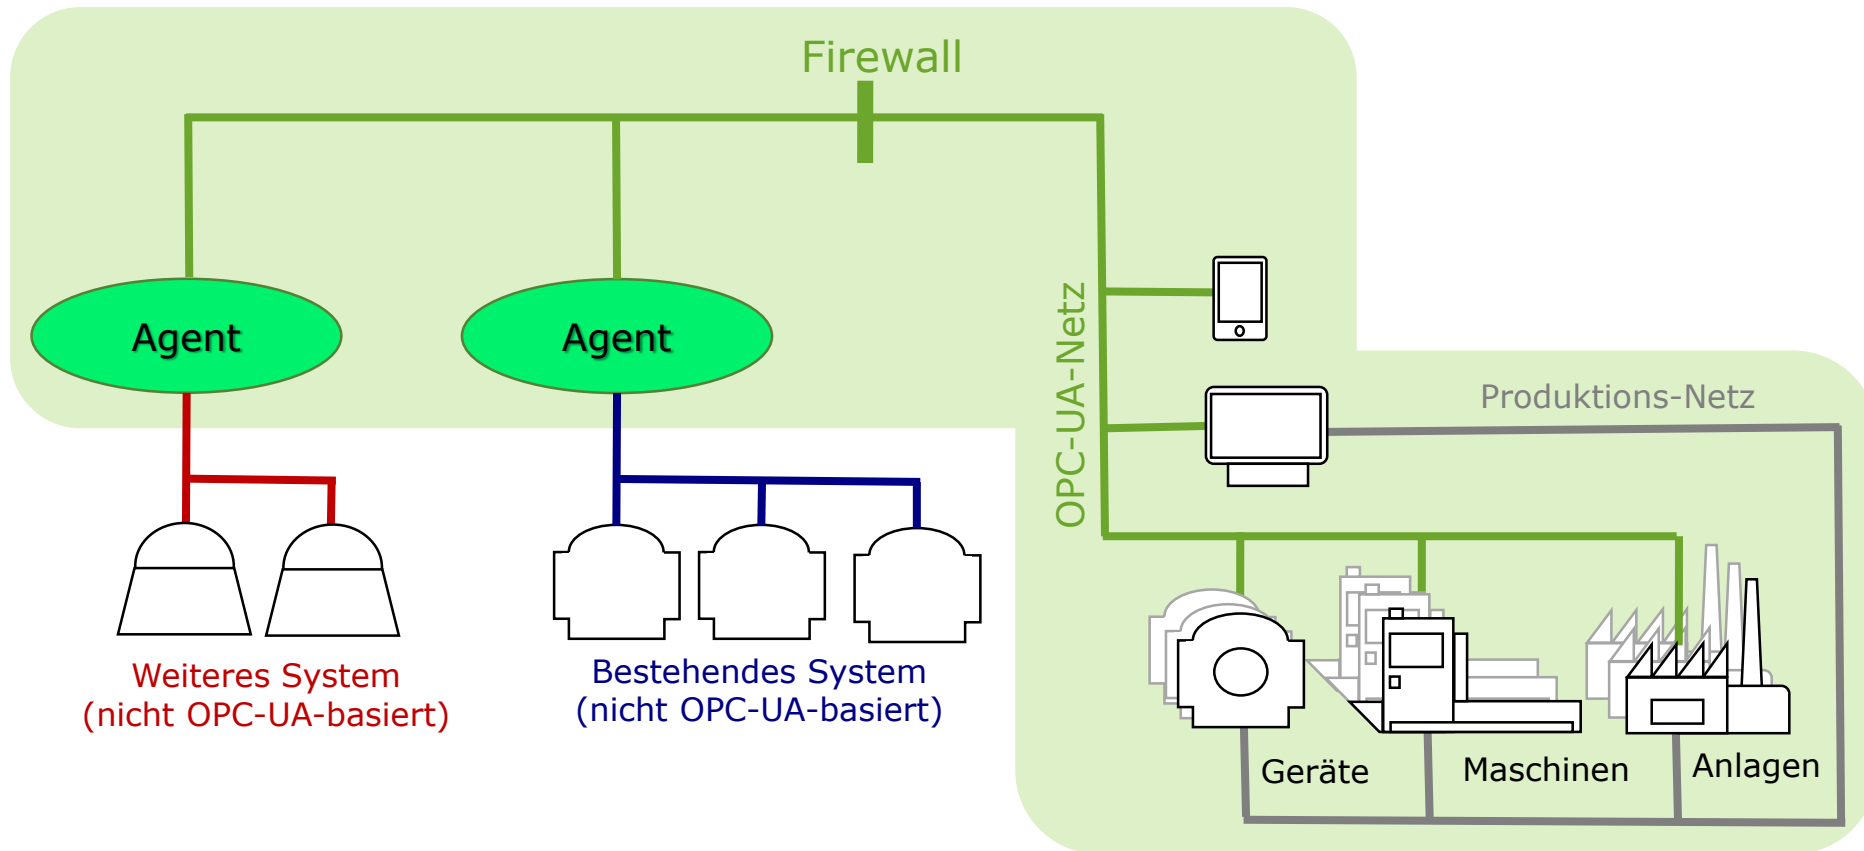 Firewall
Agent
Agent
OPC-UA-Netz
Produktions-Netz
Weiteres System
(nicht OPC-UA-basiert)
Bestehendes System
(nicht OPC-UA-basiert)
Geräte
Maschinen
Anlagen